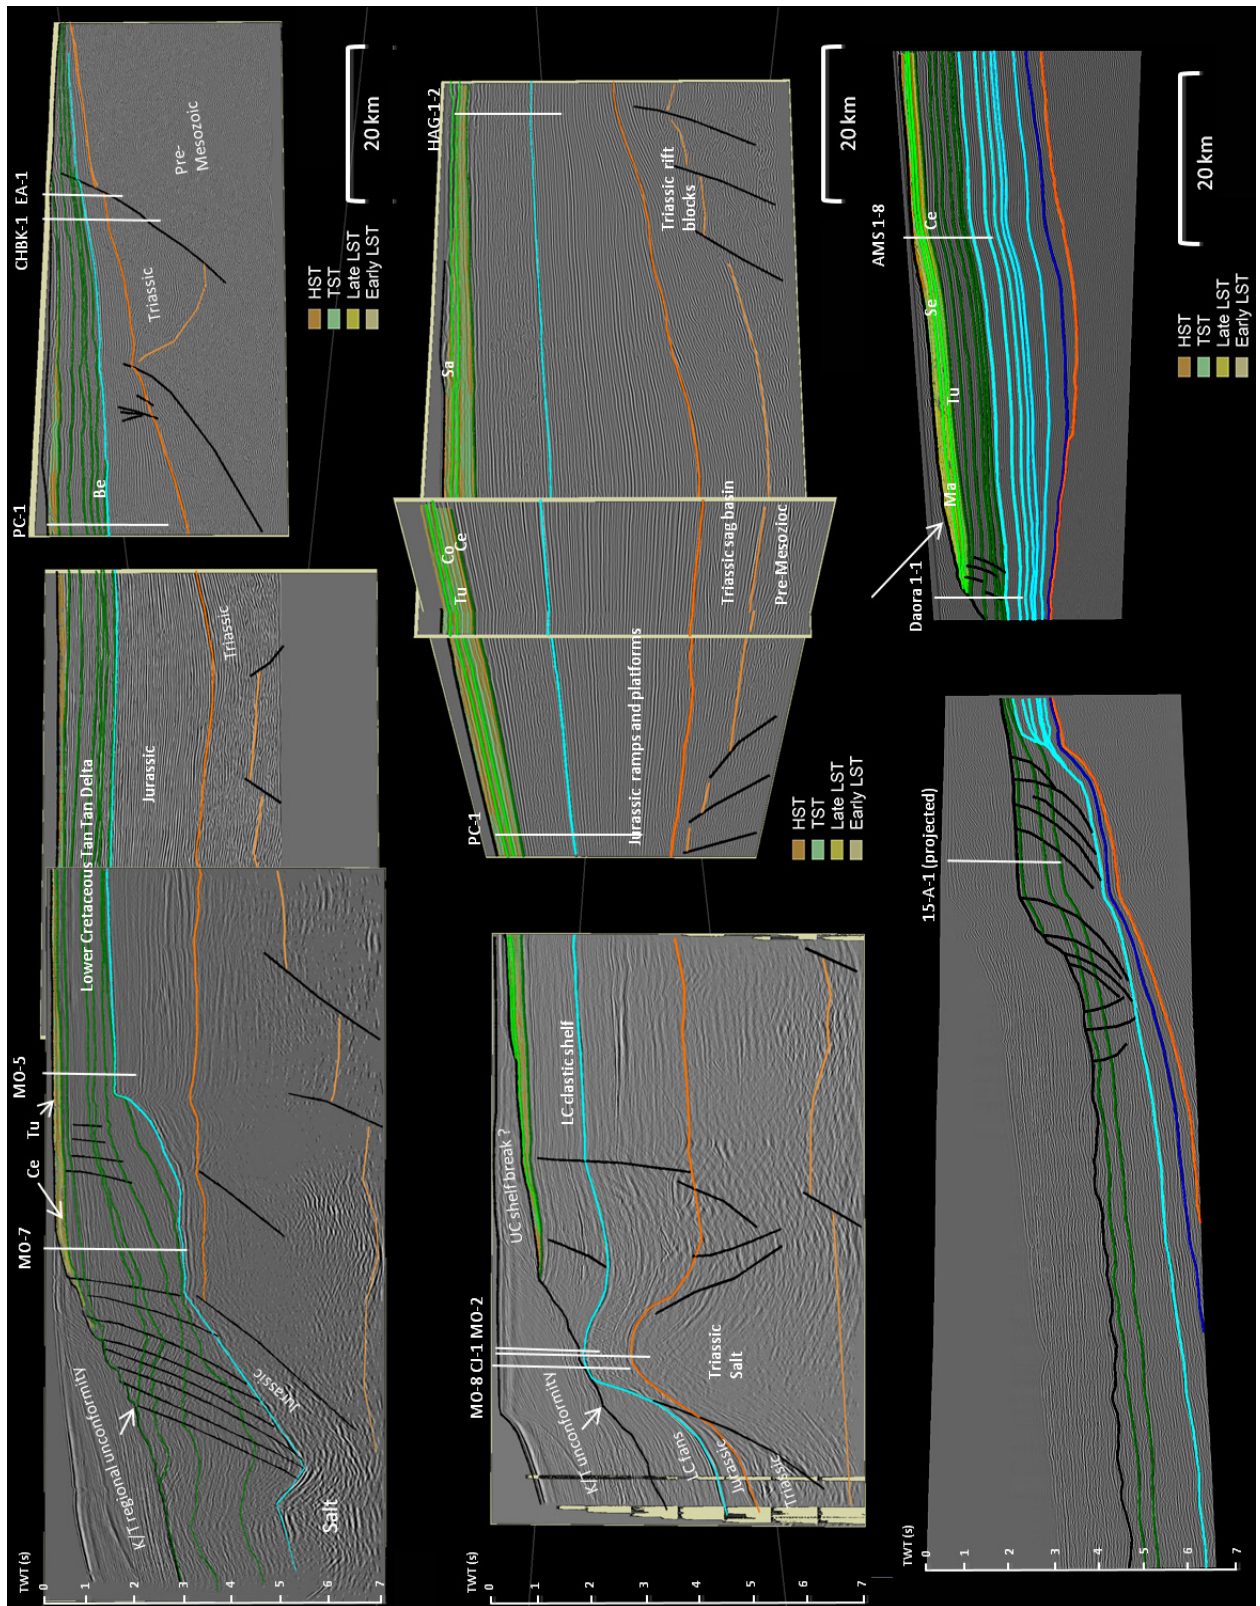 TWT (s)
0
1
2
3
4
5
6
7
K/T regional unconformity
Salt
Jurassic
MO-7
Ce
Tu
MO-5
Lower Cretaceous Tan Tan Delta
Jurassic
Triassic
PC-1
Be
CHBK-1 EA-1
Triassic
Pre-
Mesozoic
HST
TST
Late LST
Early LST
20 km
TWT (s)
0
1
2
3
4
5
6
7
MO-8 CJ-1 MO-2
K/T unconformity
UC shelf break ?
LC clastic shelf
LC fans
Jurassic
Triassic
Triassic
Salt
PC-1
Jurassic ramps and platforms
HST
TST
Late LST
Early LST
Tu
Co
Ce
Triassic sag basin
Pre-Mesozioc
Sa
HAG-1-2
Triassic rift
blocks
20 km
TWT (s)
0
1
2
3
4
5
6
7
15-A-1 (projected)
Daora 1-1
Ma
Tu
Se
Ce
AMS 1-8
HST
TST
Late LST
Early LST
20 km